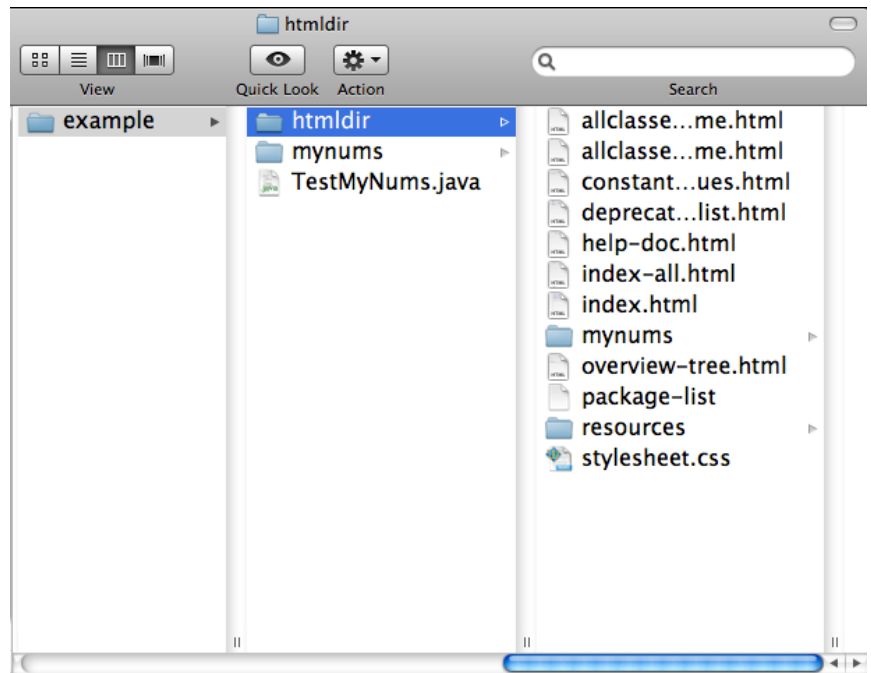 htmldir
View
Quick Look
Action
Search
example
htmldir
mynums
TestMyNums.java
allclasse...me.html
allclasse...me.html
constant...ues.html
deprecat...list.html
help-doc.html
index-all.html
index.html
mynums
overview-tree.html
package-list
resources
stylesheet.css